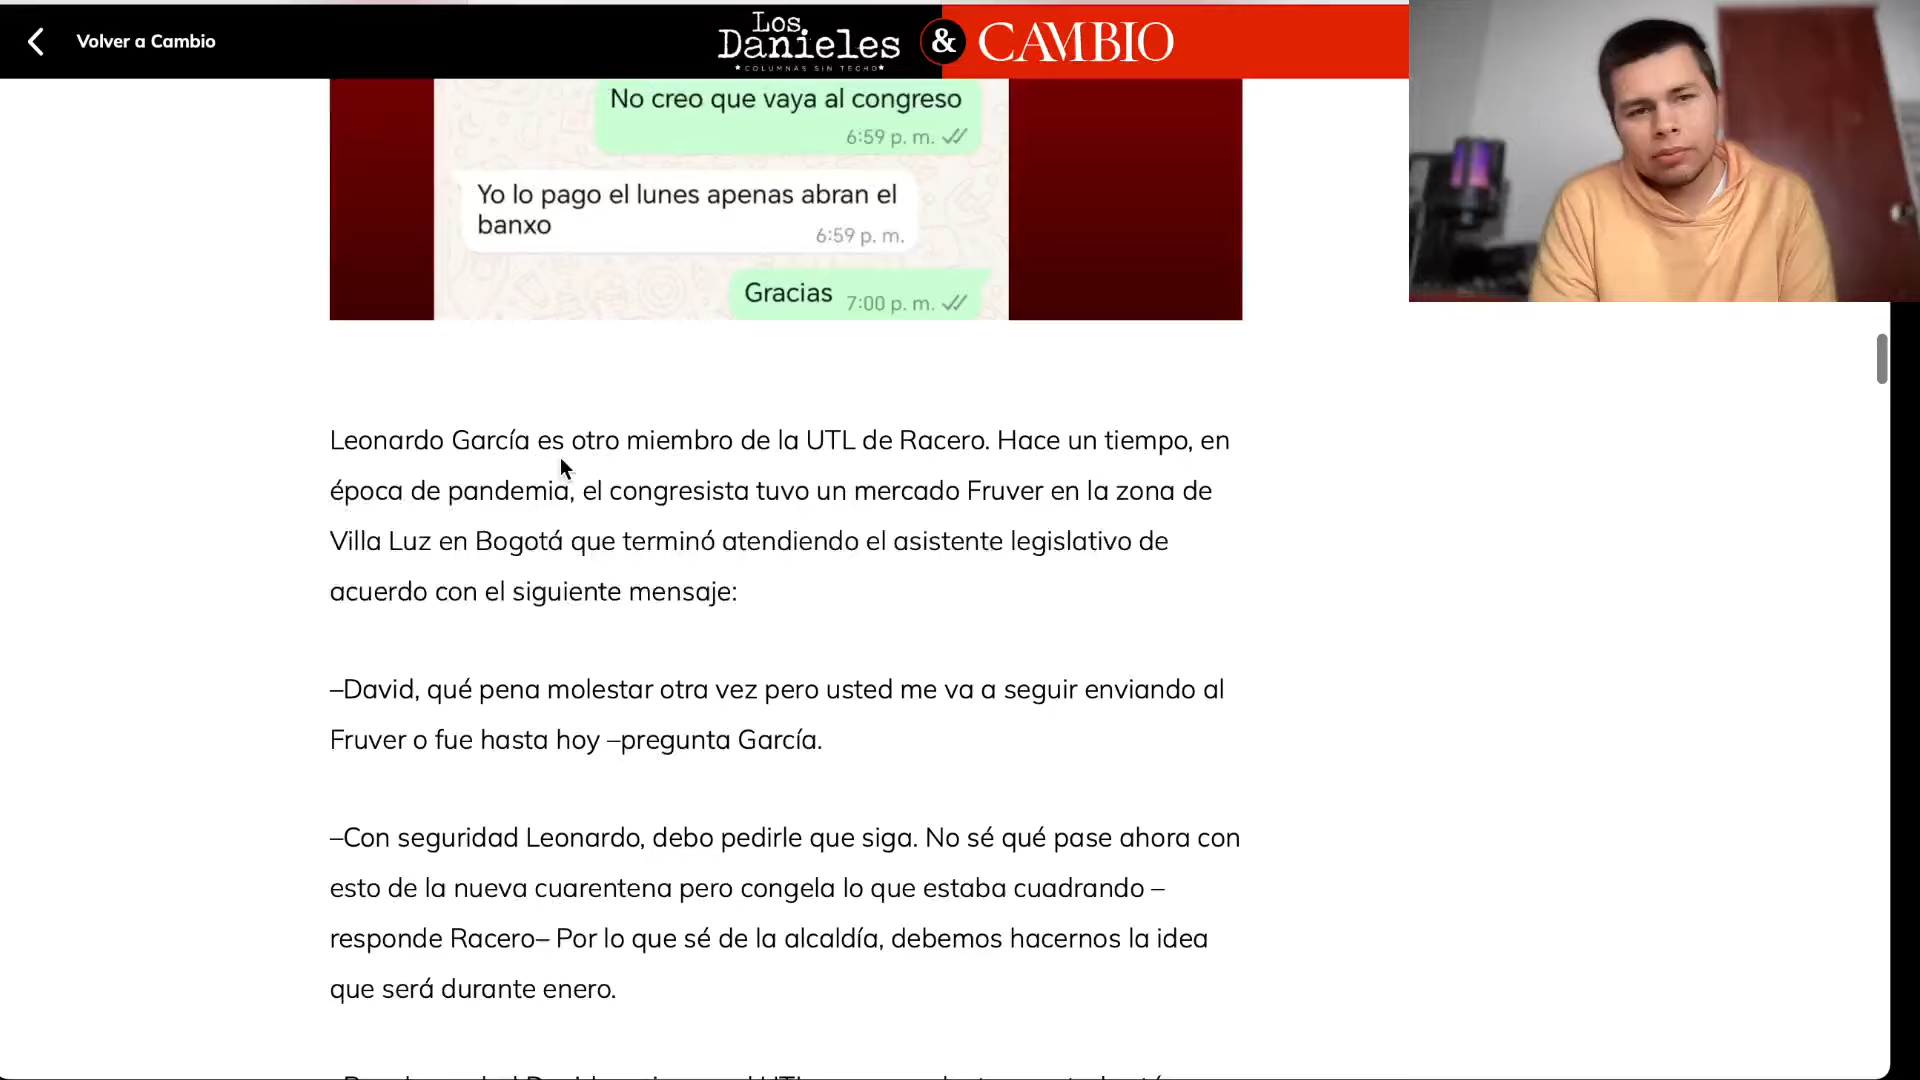 Volver a Cambio
Los
Danieles
COLUMNAS SIN TECHO
&
CAMBIO
No creo que vaya al congreso
6:59 p. m.
Yo lo pago el lunes apenas abran el
banxo
6:59 p. m.
Gracias
7:00 p. m.
Leonardo García es otro miembro de la UTL de Racero. Hace un tiempo, en
época de pandemia, el congresista tuvo un mercado Fruver en la zona de
Villa Luz en Bogotá que terminó atendiendo el asistente legislativo de
acuerdo con el siguiente mensaje:
–David, qué pena molestar otra vez pero usted me va a seguir enviando al
Fruver o fue hasta hoy –pregunta García.
–Con seguridad Leonardo, debo pedirle que siga. No sé qué pase ahora con
esto de la nueva cuarentena pero congela lo que estaba cuadrando –
responde Racero– Por lo que sé de la alcaldía, debemos hacernos la idea
que será durante enero.